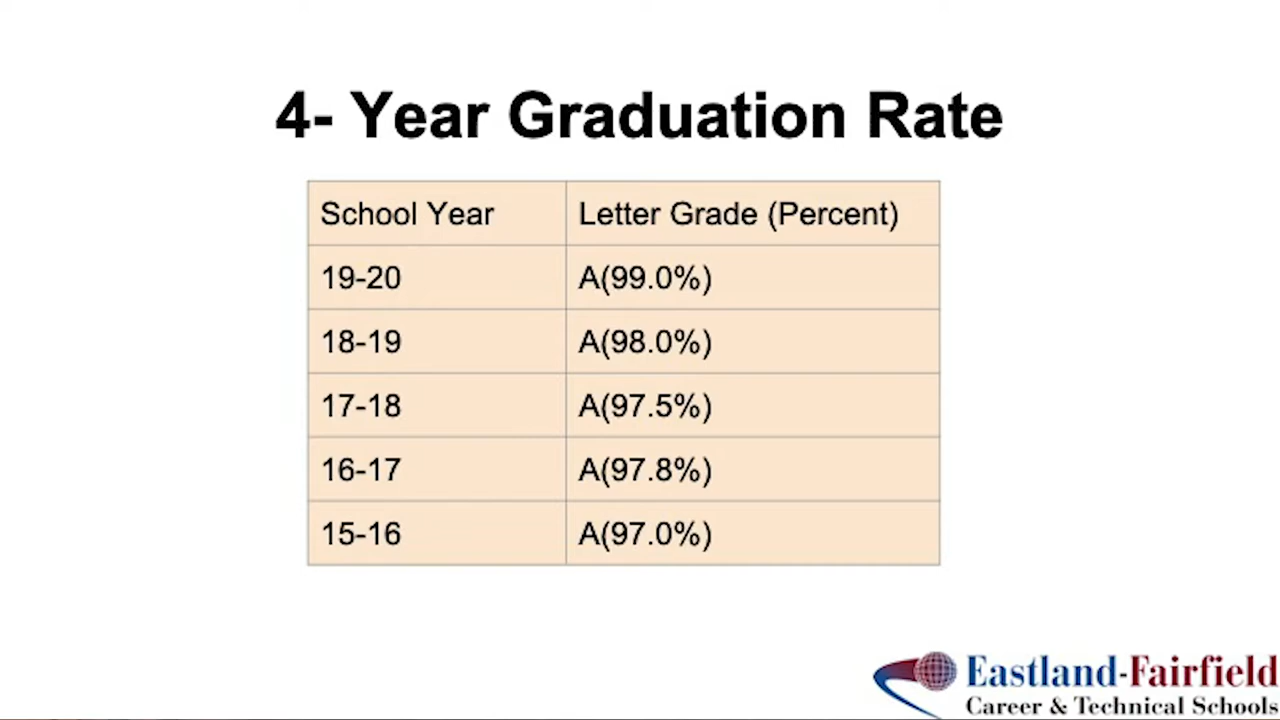 4- Year Graduation Rate
School Year Letter Grade (Percent)
19-20 A(99.0%)
18-19 A(98.0%)
17-18 A(97.5%)
16-17 A(97.8%)
15-16 A(97.0%)
Eastland-Fairfield
Career & Technical Schools